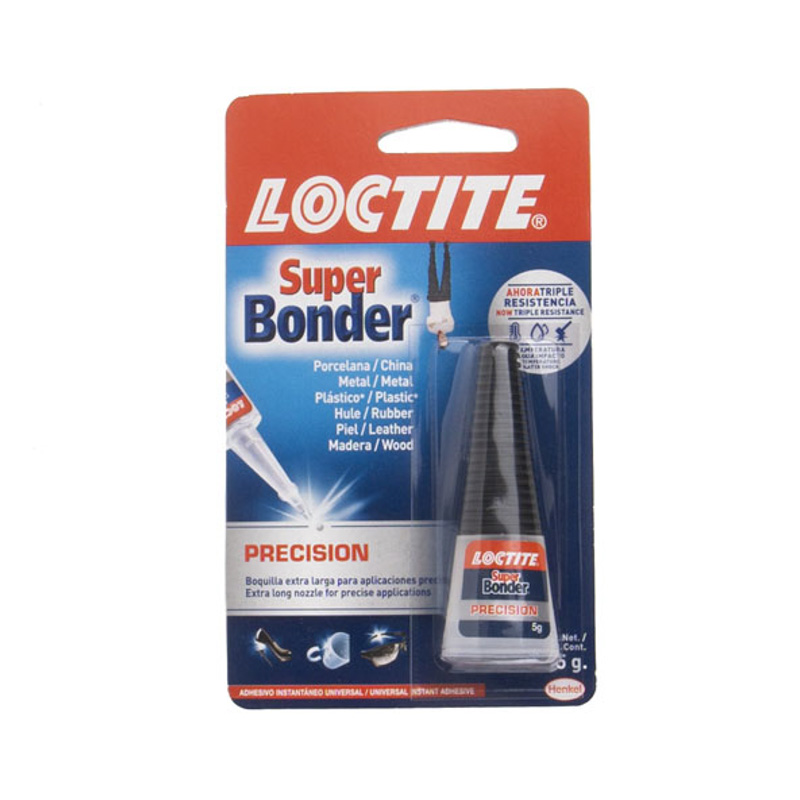 LOCTITE®
Super
Bonder®
AHORA TRIPLE
RESISTENCIA
NOW TRIPLE RESISTANCE
Porcelana / China
Metal / Metal
Plástico* / Plastic*
Hule / Rubber
Piel / Leather
Madera / Wood
PRECISION
Boquilla extra larga para aplicaciones
Extra long nozzle for precise applications
LOCTITE
Super
Bonder
PRECISION
5g
.Net./
.Cont.
5 g.
ADHESIVO INSTANTÁNEO UNIVERSAL / UNIVERSAL INSTANT ADHESIVE
Henkel